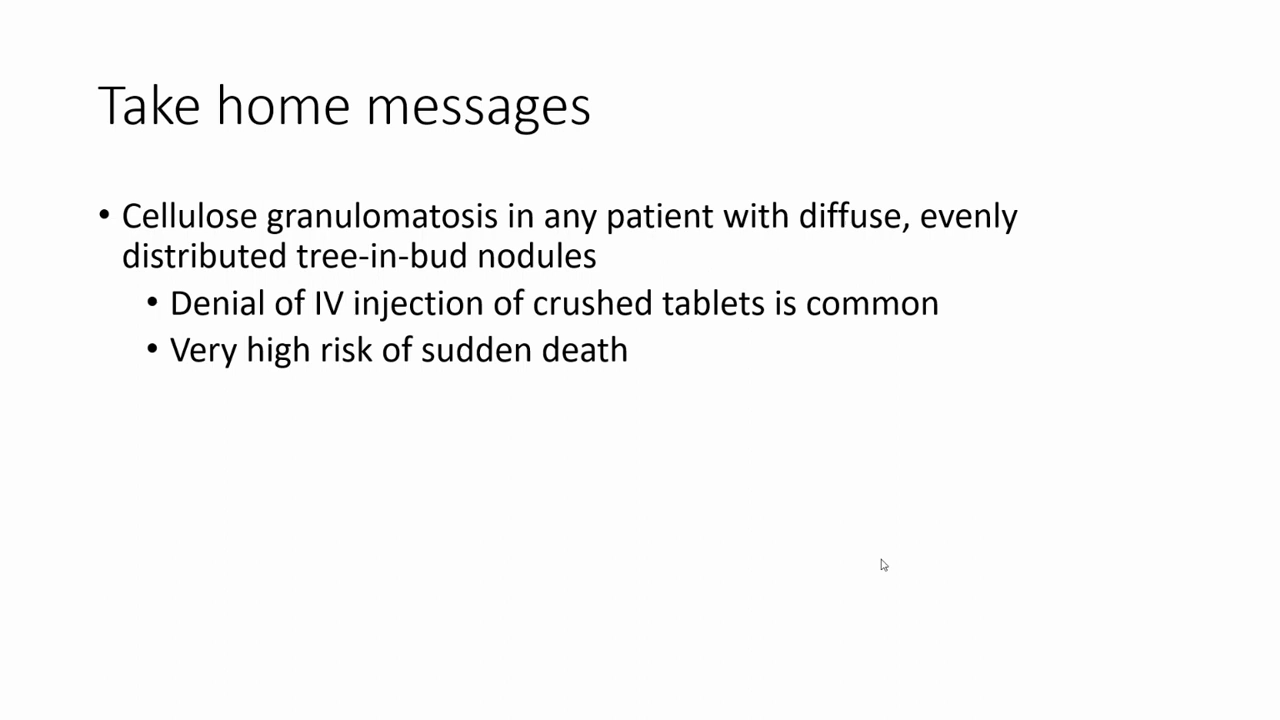 Take home messages
• Cellulose granulomatosis in any patient with diffuse, evenly
distributed tree-in-bud nodules
• Denial of IV injection of crushed tablets is common
• Very high risk of sudden death